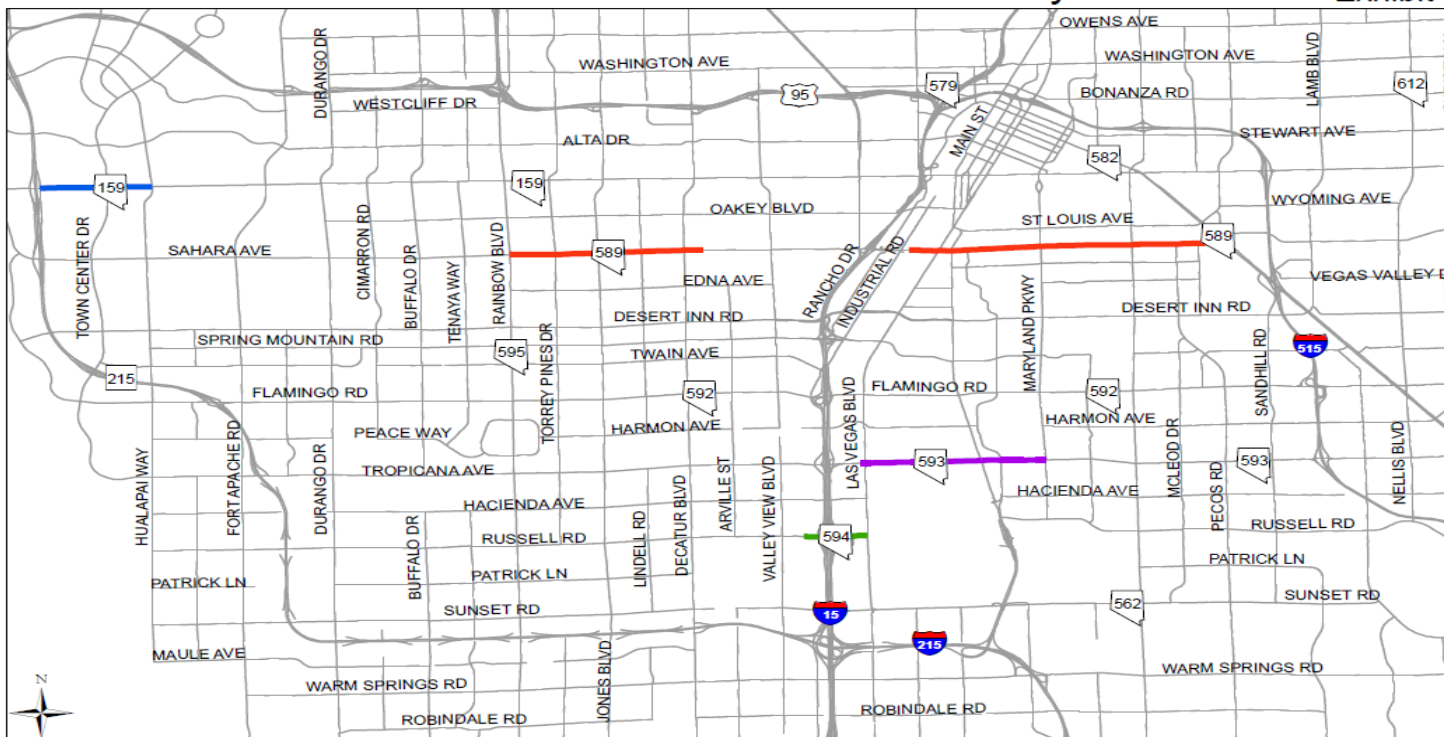 OWENS AVE
DURANGO DR
WASHINGTON AVE
WASHINGTON AVE
LAMB BLVD
579
612
95
BONANZA RD
WESTCLIFF DR
MAIN ST
STEWART AVE
ALTA DR
582
159
159
WYOMING AVE
OAKEY BLVD
ST LOUIS AVE
TOWN CENTER DR
SAHARA AVE
CIMARRON RD
BUFFALO DR
TENAYA WAY
RAINBOW BLVD
589
589
RANCHO DR
INDUSTRIAL RD
EDNA AVE
VEGAS VALLEY
DESERT INN RD
DESERT INN RD
MARYLAND PKWY
SPRING MOUNTAIN RD
595
TWAIN AVE
SANDHILL RD
515
215
TORREY PINES DR
FLAMINGO RD
592
LAS VEGAS BLVD
FLAMINGO RD
592
HARMON AVE
HARMON AVE
PEACE WAY
HUALAPAI WAY
FORT APACHE RD
DURANGO DR
TROPICANA AVE
593
593
MCLEOD DR
PECOS RD
NELLIS BLVD
HACIENDA AVE
HACIENDA AVE
LINDELL RD
DECATUR BLVD
ARVILLE ST
VALLEY VIEW BLVD
RUSSELL RD
594
RUSSELL RD
BUFFALO DR
PATRICK LN
PATRICK LN
PATRICK LN
SUNSET RD
15
562
SUNSET RD
215
MAULE AVE
JONES BLVD
WARM SPRINGS RD
WARM SPRINGS RD
N
ROBINDALE RD
ROBINDALE RD